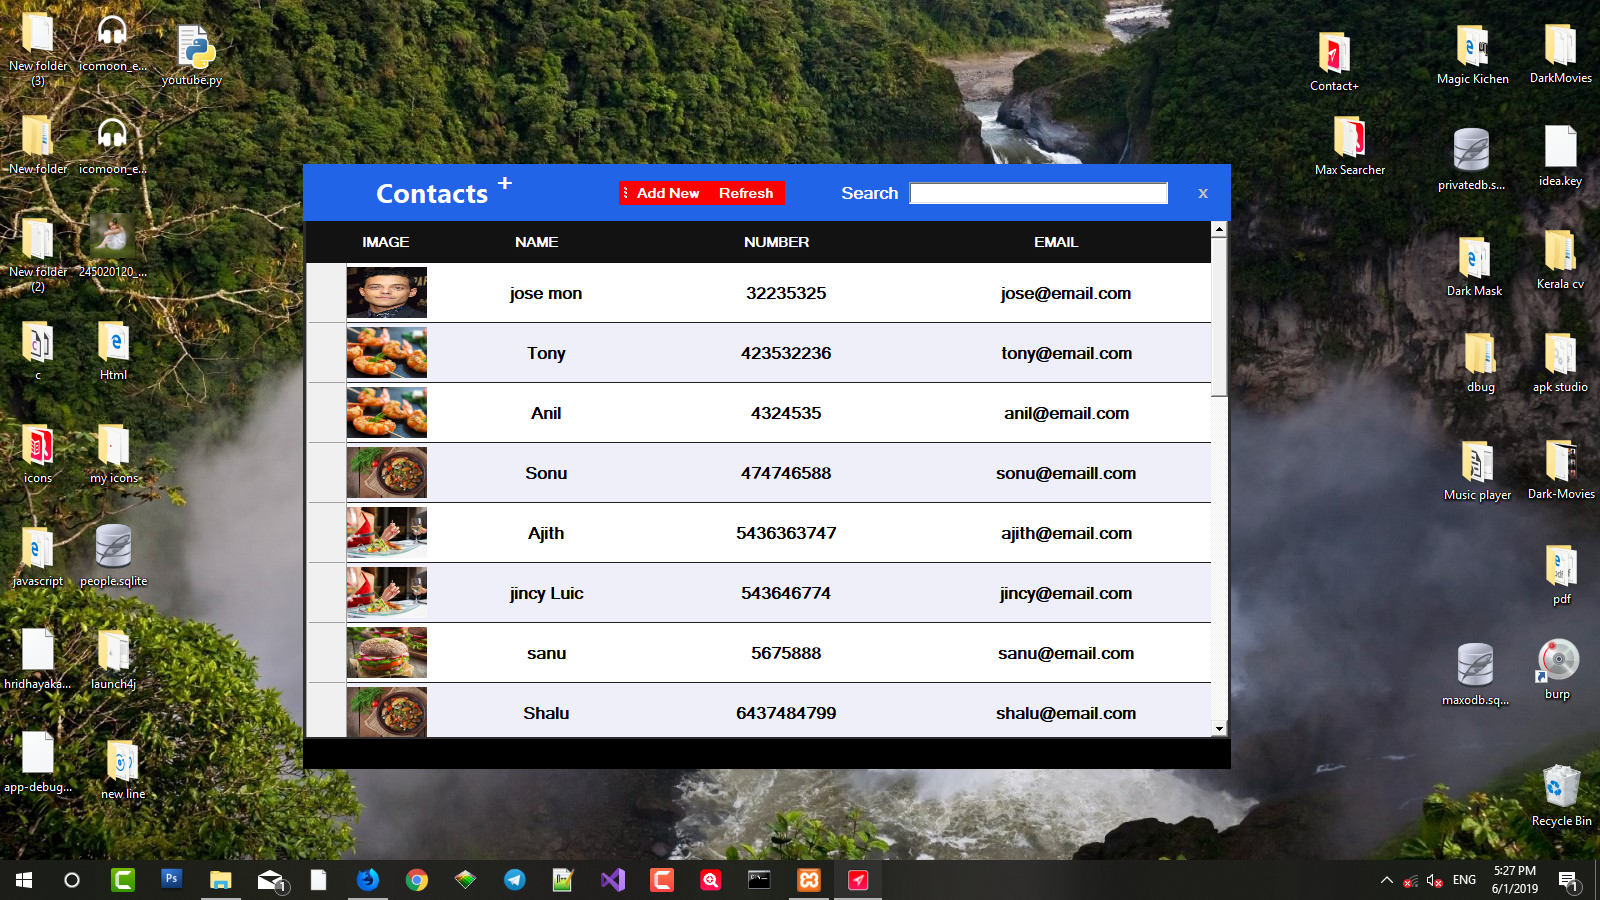 New folder
(3)
icomoon_e...
youtube.py
New folder
icomoon_e...
New folder
(2)
245020120_...
c
Html
icons
my icons
javascript
people.sqlite
hridhayaka...
launch4j
app-debug...
new line
Contacts +
Add New
Refresh
Search
x
IMAGE NAME NUMBER EMAIL
jose mon 32235325 jose@email.com
Tony 423532236 tony@email.com
Anil 4324535 anil@email.com
Sonu 474746588 sonu@emaill.com
Ajith 5436363747 ajith@email.com
jincy Luic 543646774 jincy@email.com
sanu 5675888 sanu@email.com
Shalu 6437484799 shalu@email.com
Contact+
Magic Kichen
DarkMovies
Max Searcher
privatedb.s...
idea.key
Dark Mask
Kerala cv
dbug
apk studio
Music player
Dark-Movies
pdf
maxodb.sq...
burp
Recycle Bin
Ps
1
ENG
5:27 PM
6/1/2019
1